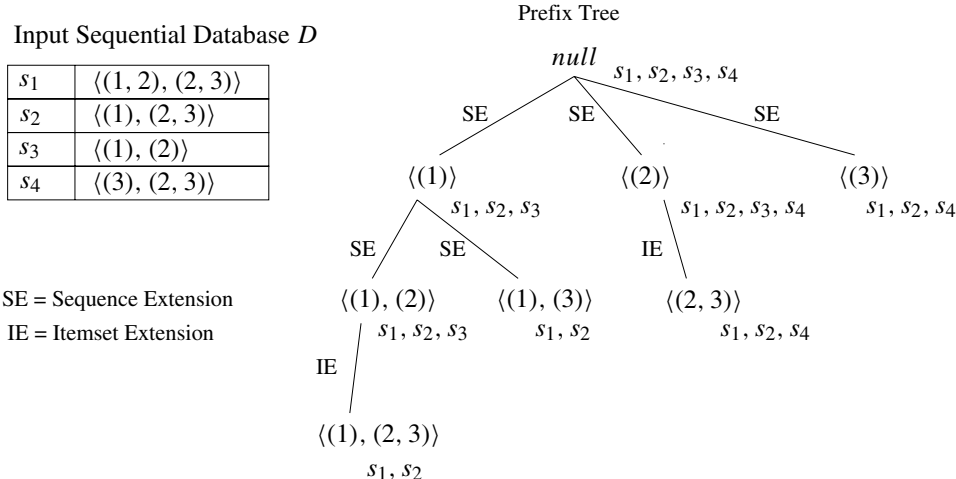 Prefix Tree
Input Sequential Database D
s1 ⟨(1, 2), (2, 3)⟩
s2 ⟨(1), (2, 3)⟩
s3 ⟨(1), (2)⟩
s4 ⟨(3), (2, 3)⟩
null
s1, s2, s3, s4
SE SE SE
⟨(1)⟩ ⟨(2)⟩ ⟨(3)⟩
s1, s2, s3 s1, s2, s3, s4 s1, s2, s4
SE SE IE
SE = Sequence Extension
IE = Itemset Extension
⟨(1), (2)⟩ ⟨(1), (3)⟩ ⟨(2, 3)⟩
s1, s2, s3 s1, s2 s1, s2, s4
IE
⟨(1), (2, 3)⟩
s1, s2